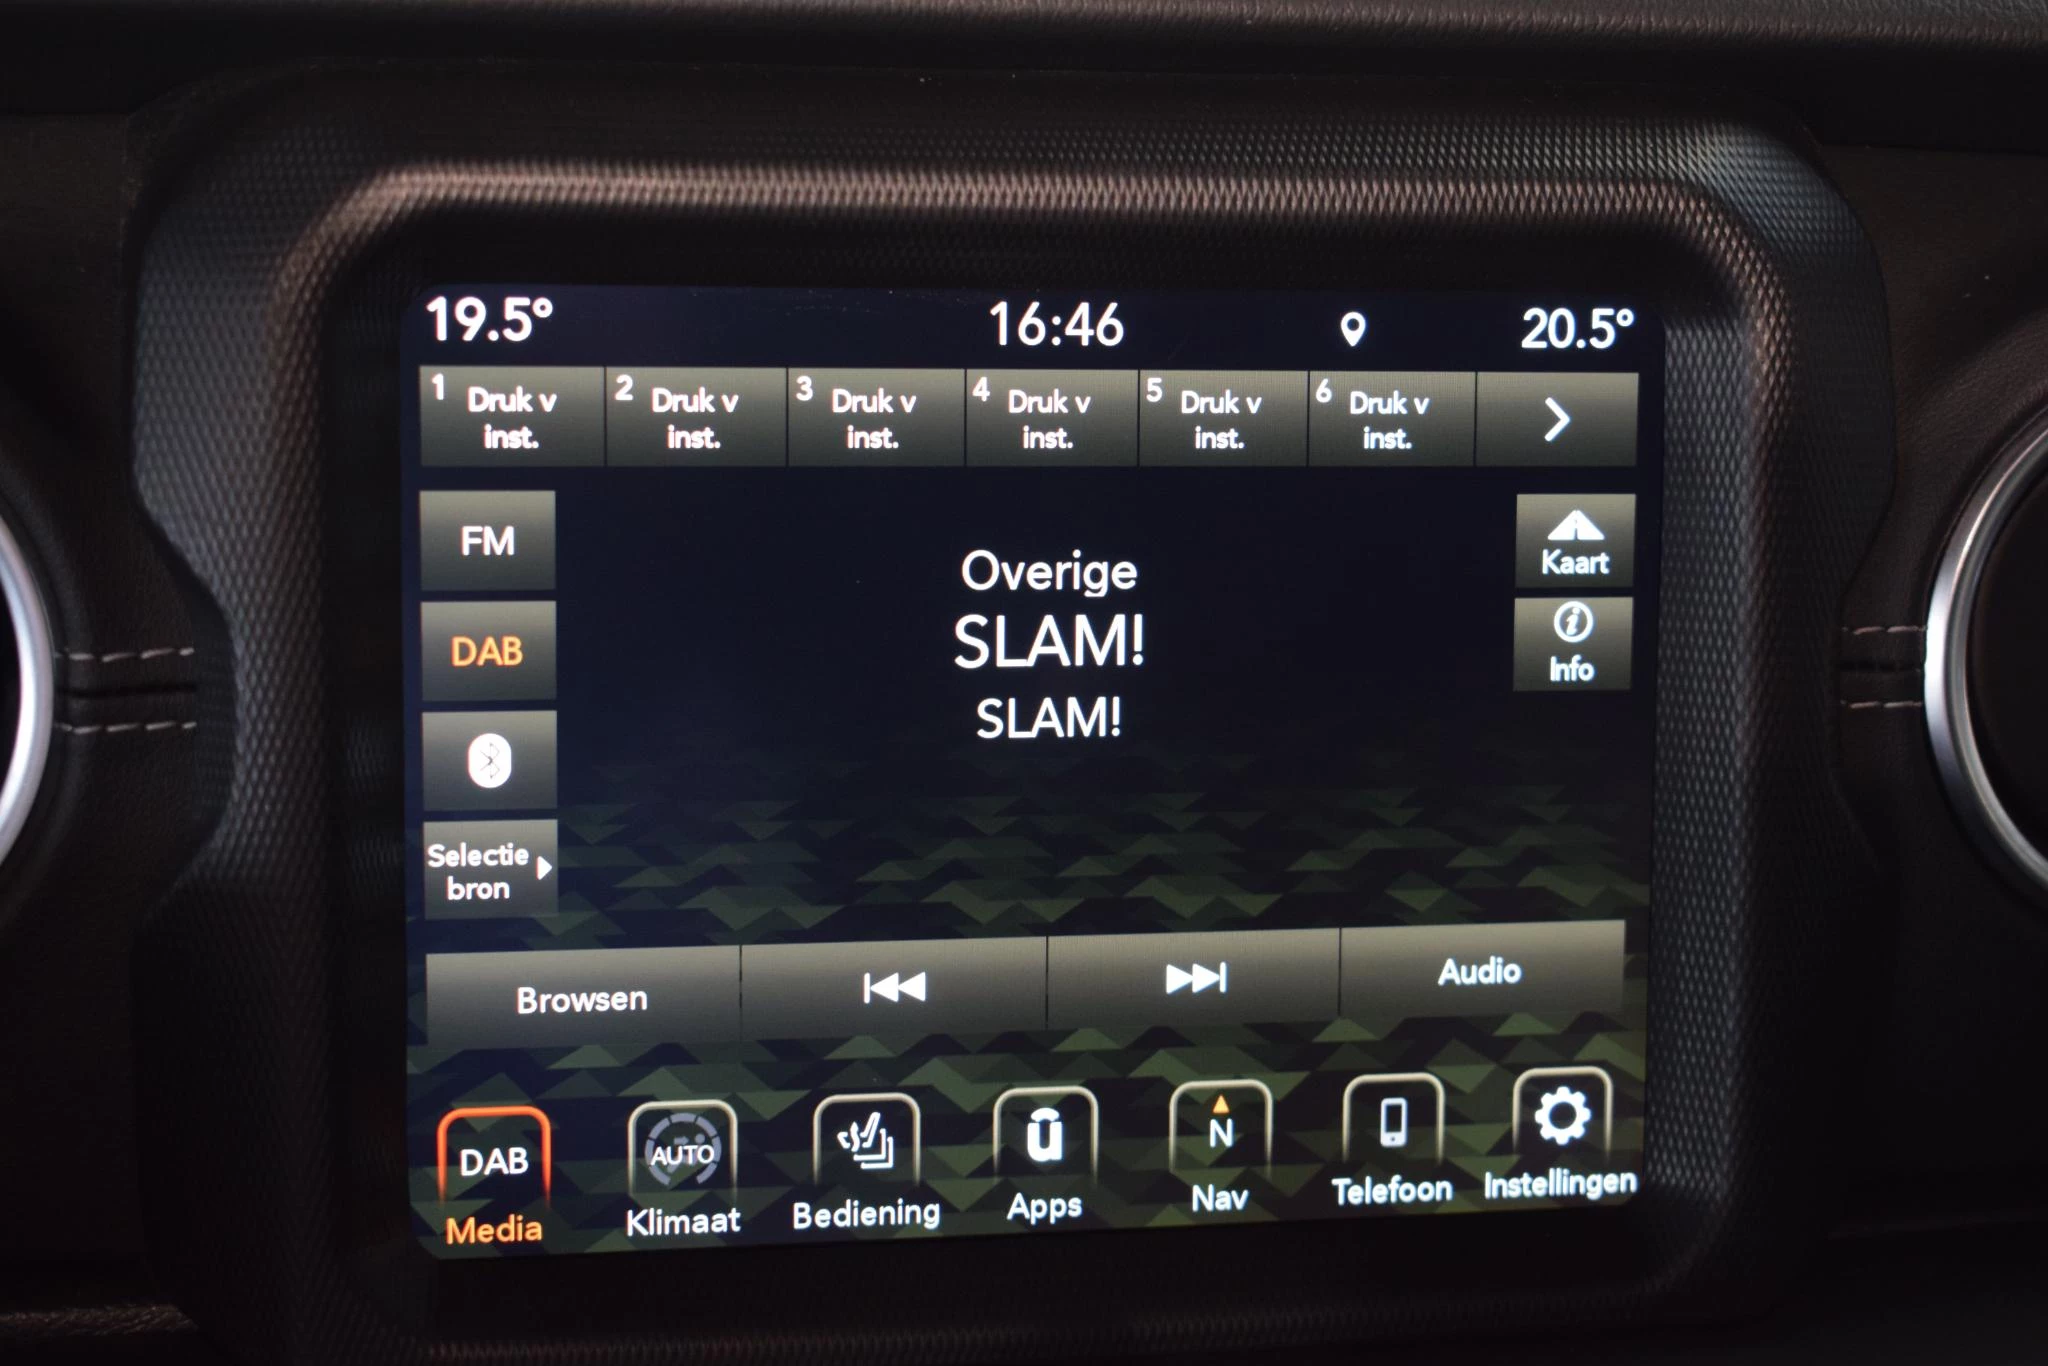 19.5° 16:46 20.5°
1 Druk v inst.
2 Druk v inst.
3 Druk v inst.
4 Druk v inst.
5 Druk v inst.
6 Druk v inst.
FM
Overige
Kaart
DAB
SLAM!
Info
SLAM!
Selectie
bron
Browsen
Audio
DAB
AUTO
ü
N
Media
Klimaat
Bediening
Apps
Nav
Telefoon
Instellingen